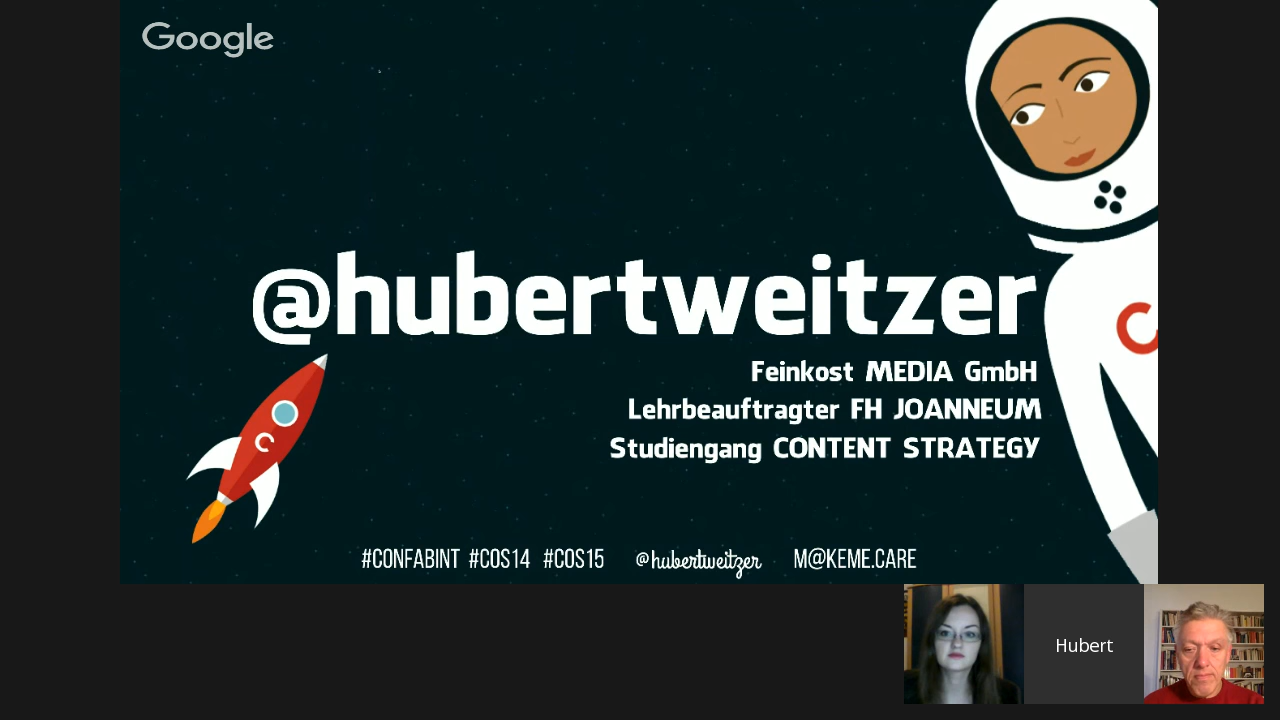 Google
@hubertweitzer
Feinkost MEDIA GmbH
Lehrbeauftragter FH JOANNEUM
Studiengang CONTENT STRATEGY
#CONFABINT #COS14 #COS15 @hubertweitzer M@KEME.CARE
Hubert